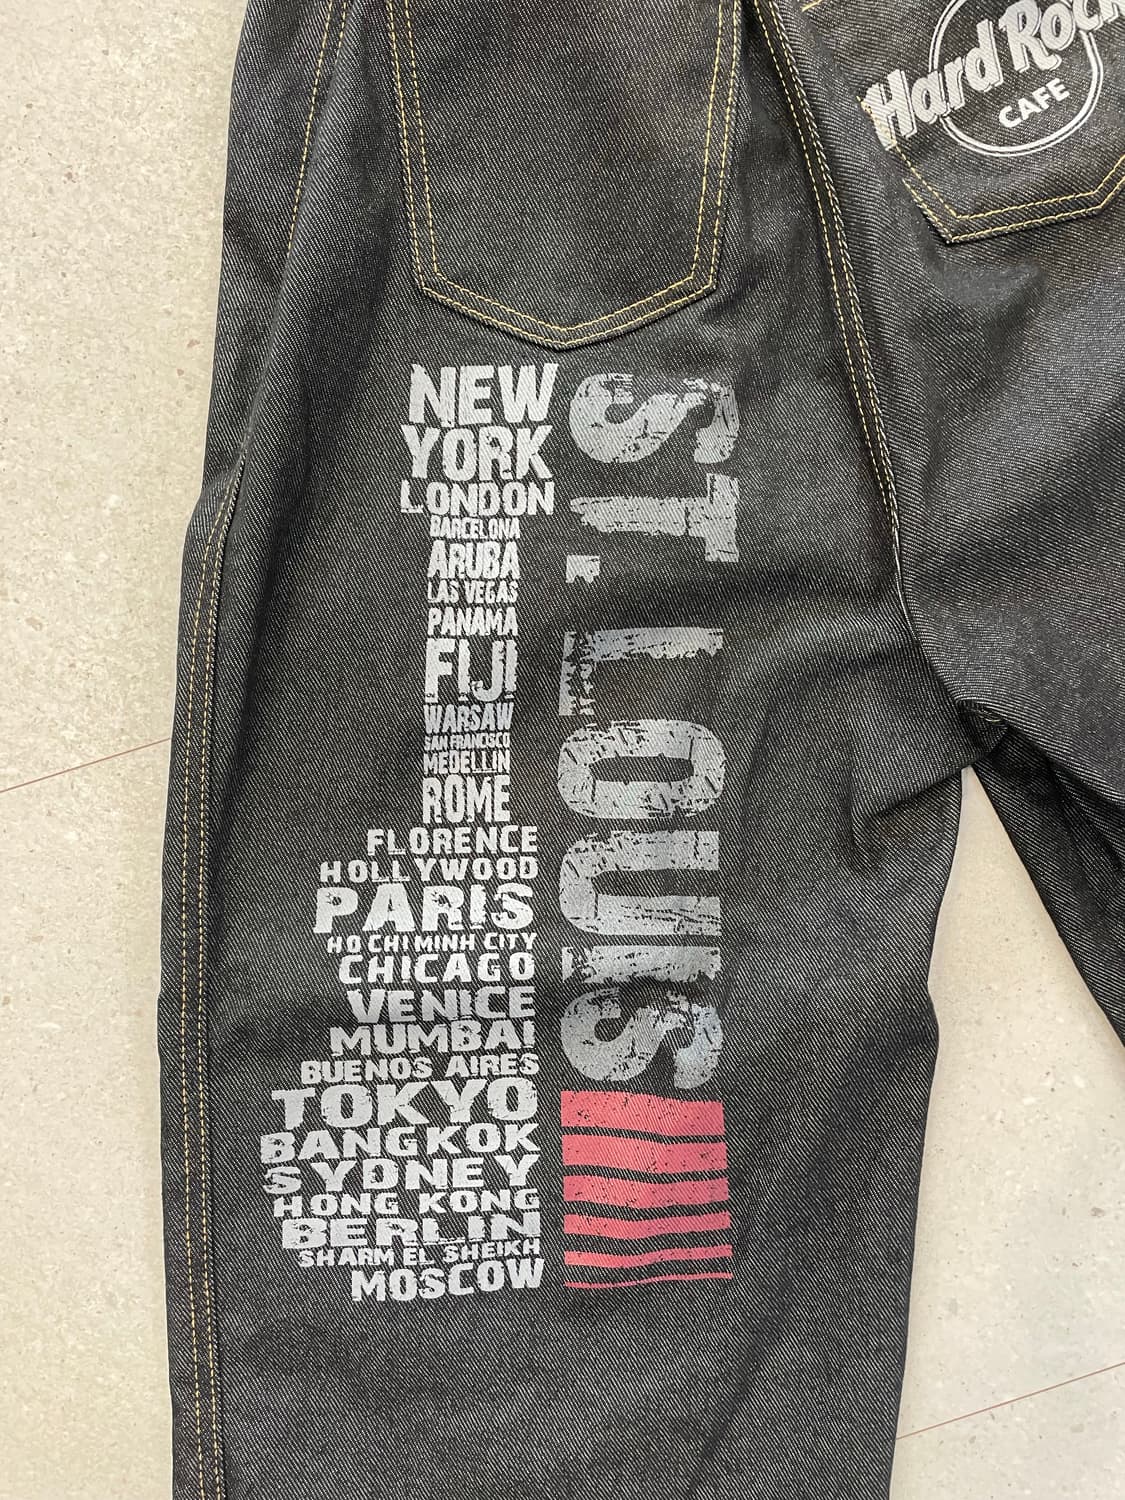 Hard Rock
CAFE
NEW
YORK
LONDON
BARCELONA
ARUBA
LAS VEGAS
PANAMA
FIJI
WARSAW
SAN FRANCISCO
MEDELLIN
ROME
FLORENCE
HOLLYWOOD
PARIS
HO CHI MINH CITY
CHICAGO
VENICE
MUMBAI
BUENOS AIRES
TOKYO
BANGKOK
SYDNEY
HONG KONG
BERLIN
SHARM EL SHEIKH
MOSCOW
ST. LOUIS